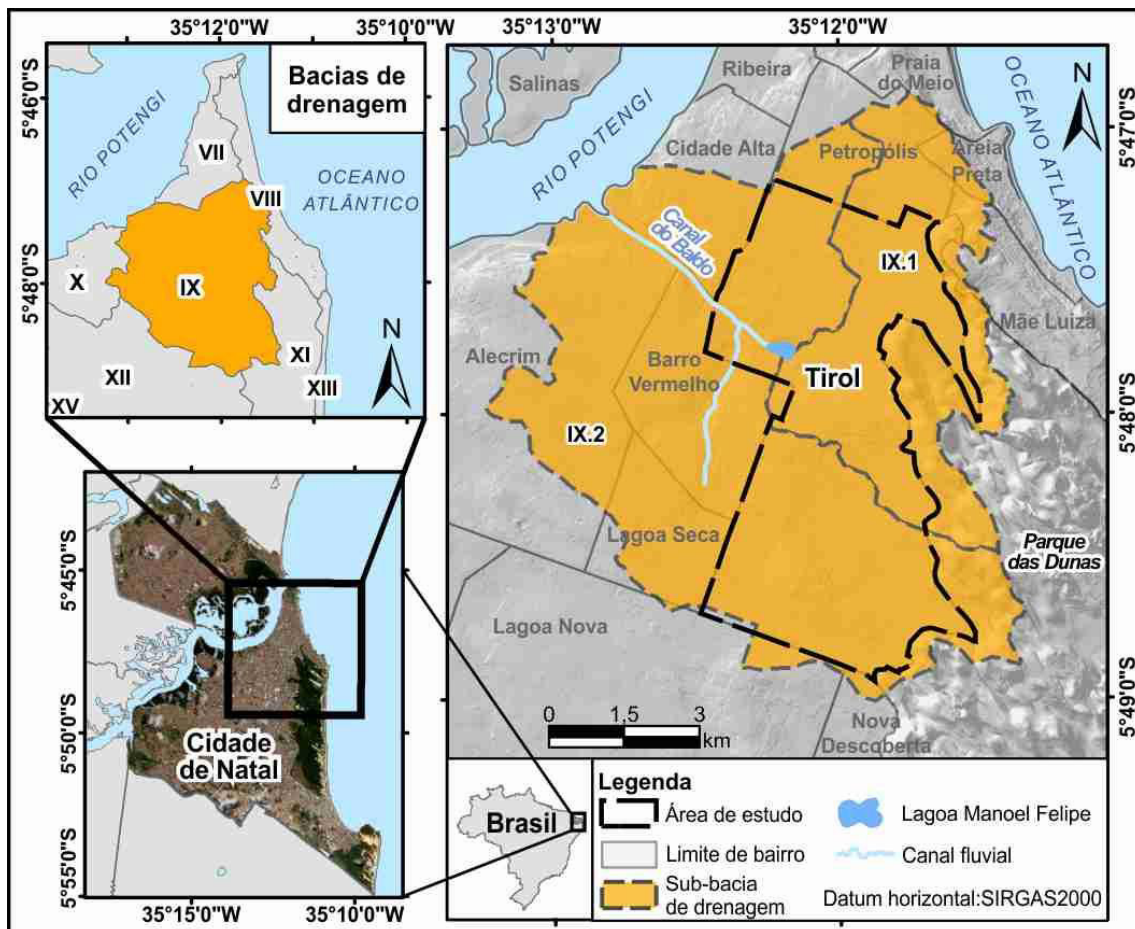 35°12'0"W
35°10'0"W
5°46'0"S
5°48'0"S
Bacias de
drenagem
N
RIO POTENGI
OCEANO
ATLÂNTICO
VII
VIII
IX
X
XI
XII
XIII
XV
35°13'0"W
35°12'0"W
5°47'0"S
5°48'0"S
5°49'0"S
N
Salinas
Ribeira
Praia
do Meio
OCEANO ATLÂNTICO
RIO POTENGI
Cidade Alta
Petropólis
Areia
Preta
Canal
do Baldo
IX.1
Mãe Luiza
Alecrim
Barro
Vermelho
Tirol
IX.2
Lagoa Seca
Parque
das Dunas
Lagoa Nova
Nova
Descoberta
0 1,5 3
km
5°45'0"S
5°50'0"S
5°55'0"S
Cidade
de Natal
35°15'0"W
35°10'0"W
Brasil
Legenda
Área de estudo
Limite de bairro
Sub-bacia
de drenagem
Lagoa Manoel Felipe
Canal fluvial
Datum horizontal:SIRGAS2000